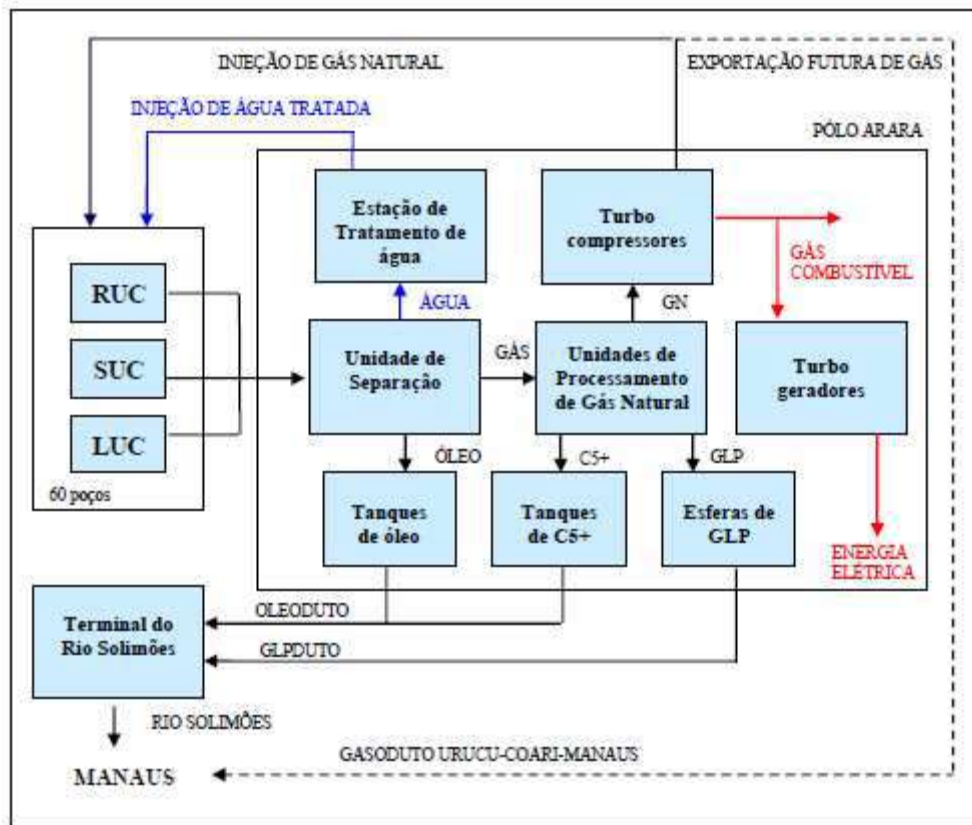 INJEÇÃO DE GÁS NATURAL
EXPORTAÇÃO FUTURA DE GÁS
INJEÇÃO DE ÁGUA TRATADA
PÓLO ARARA
Estação de
Tratamento de
água
Turbo
compressores
GÁS
COMBUSTÍVEL
RUC
SUC
LUC
60 poços
ÁGUA
GN
Unidade de
Separação
GÁS
Unidades de
Processamento
de Gás Natural
Turbo
geradores
ÓLEO
C5+
GLP
Tanques
de óleo
Tanques
de C5+
Esferas de
GLP
ENERGIA
ELÉTRICA
Terminal do
Rio Solimões
OLEODUTO
GLPDUTO
RIO SOLIMÕES
GASODUTO URUCU-COARI-MANAUS
MANAUS